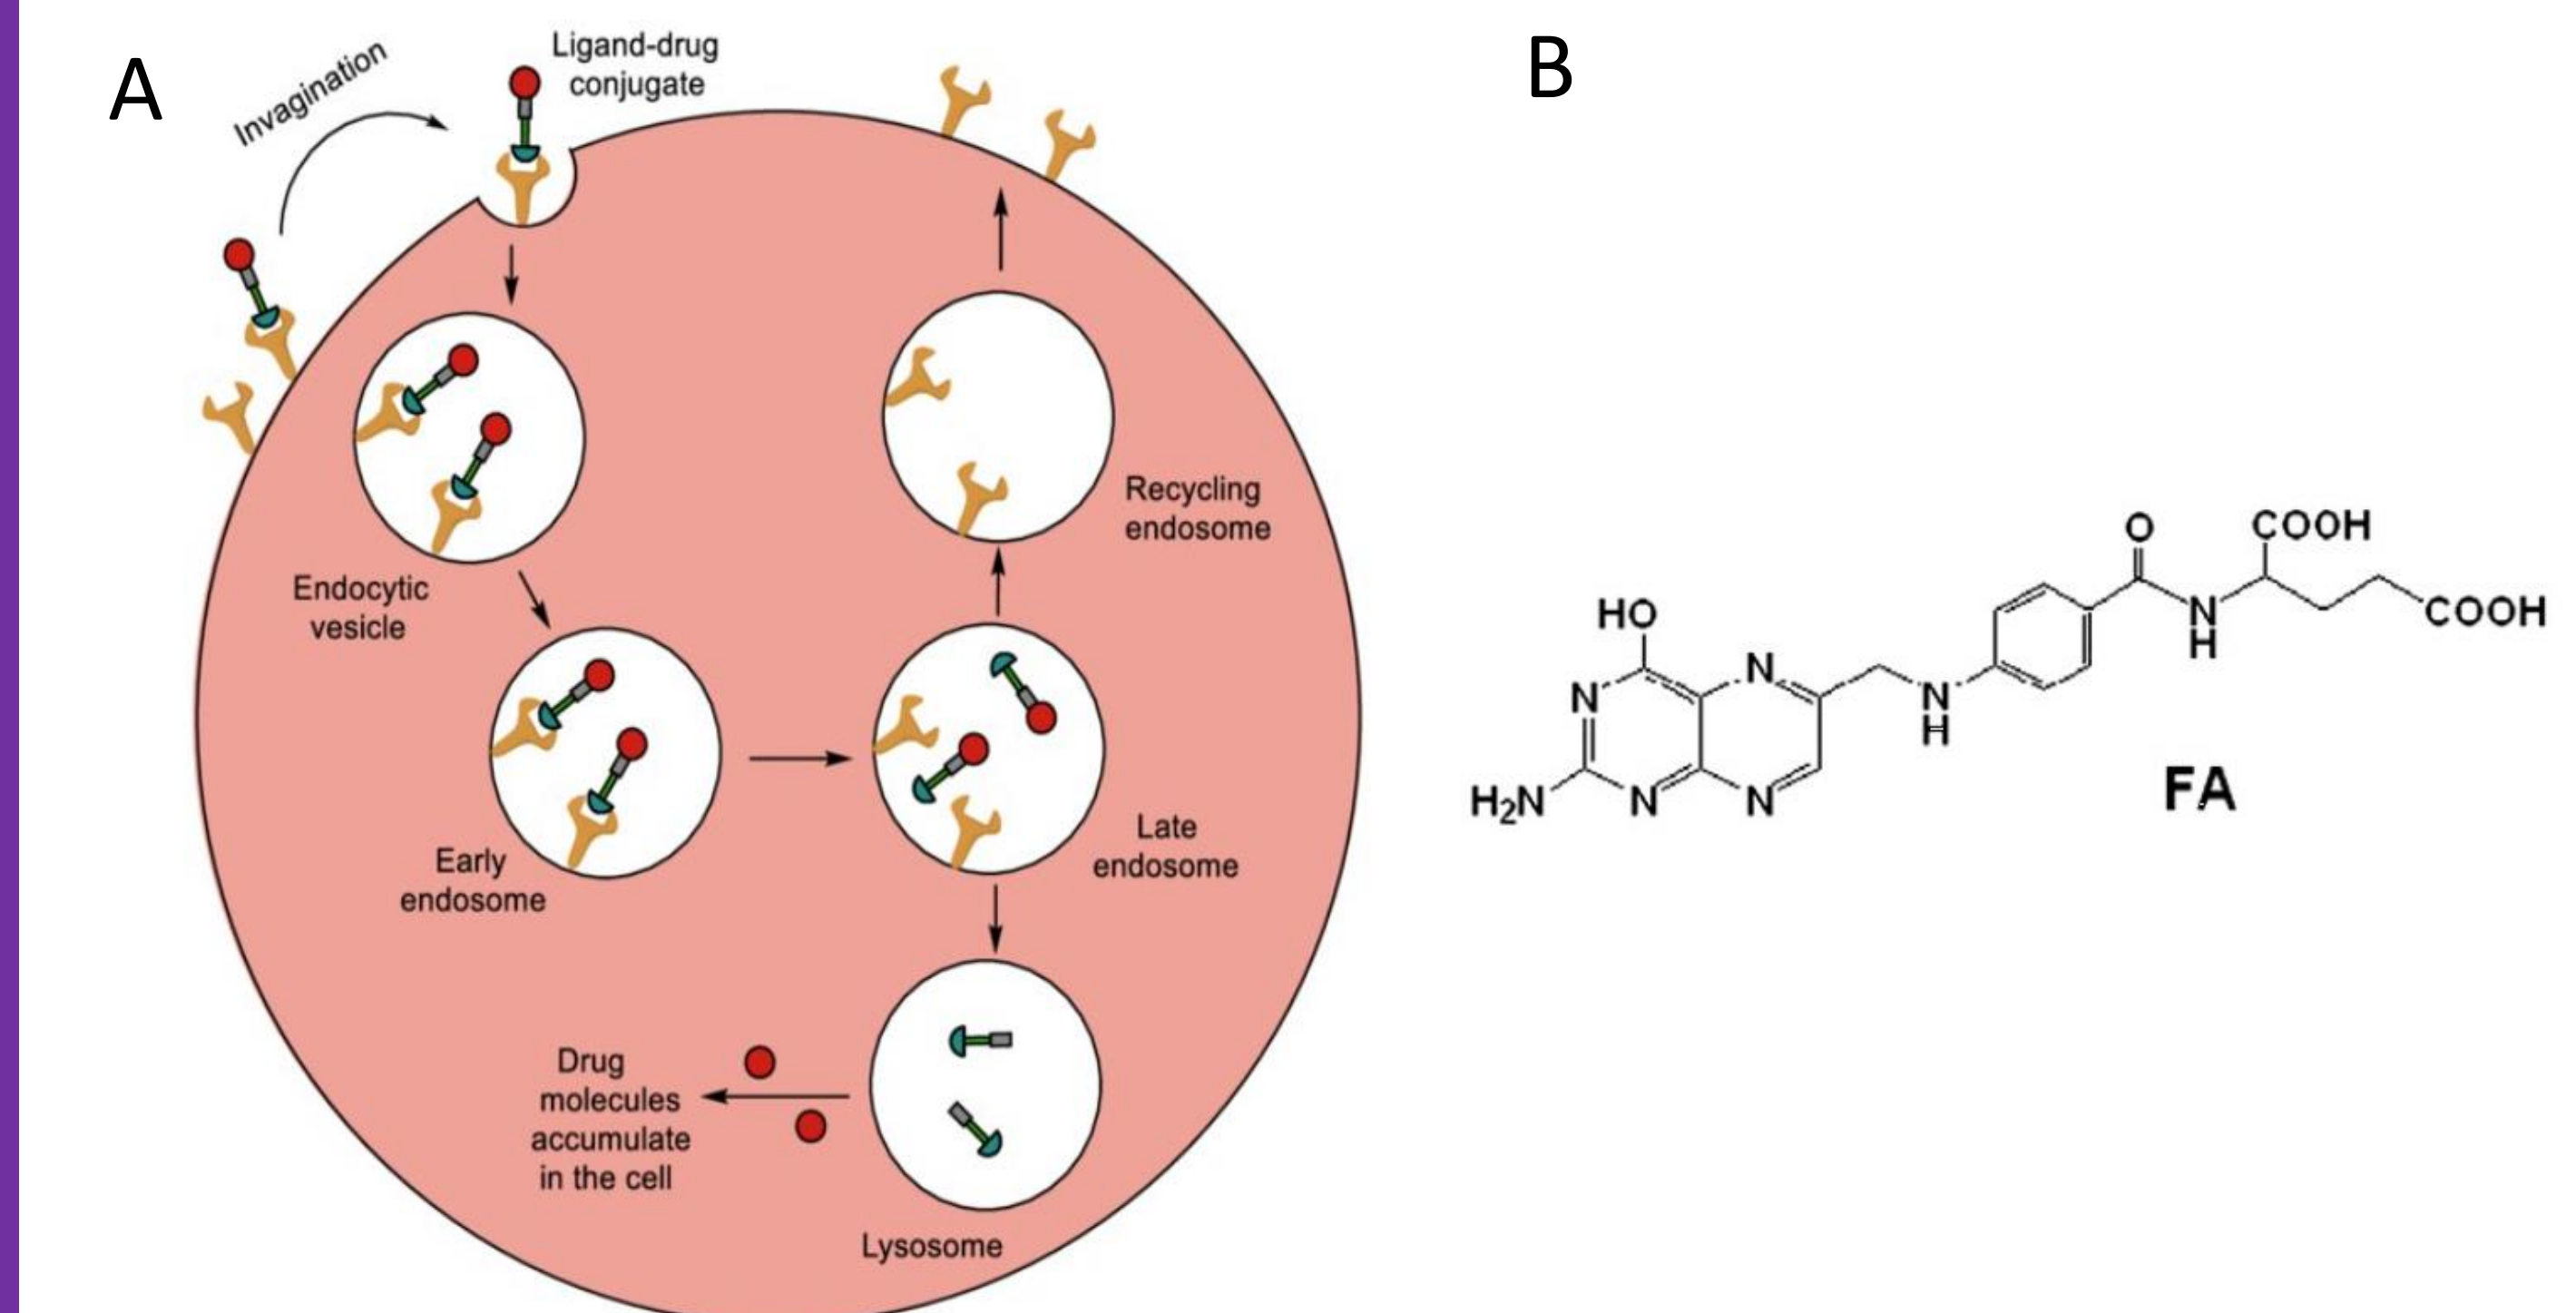 A
Invagination
Ligand-drug
conjugate
Endocytic
vesicle
Early
endosome
Recycling
endosome
Late
endosome
Drug
molecules
accumulate
in the cell
Lysosome
B
O
COOH
HO
N
H
COOH
N
N
N
H
H₂N
N
N
FA